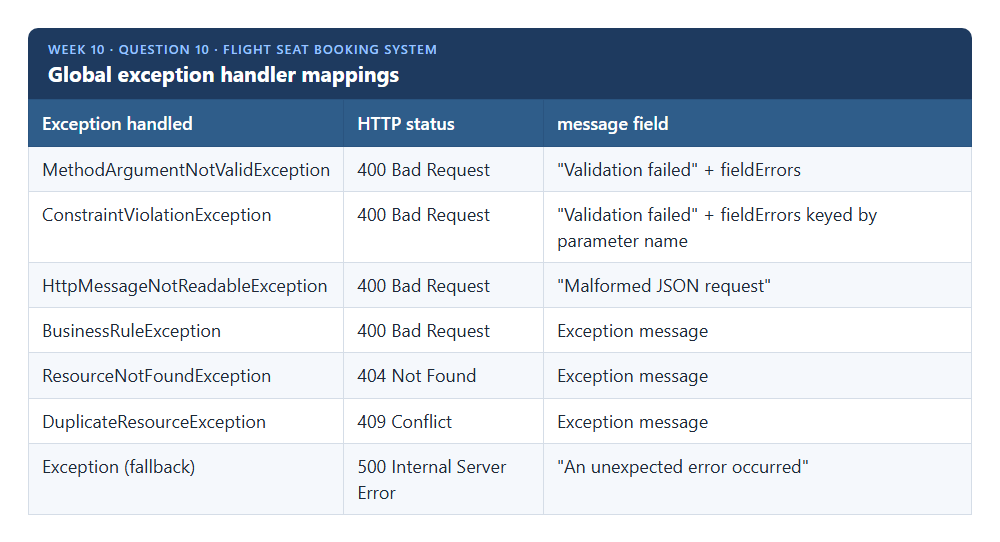 WEEK 10 · QUESTION 10 · FLIGHT SEAT BOOKING SYSTEM
Global exception handler mappings
Exception handled HTTP status message field
MethodArgumentNotValidException 400 Bad Request "Validation failed" + fieldErrors
ConstraintViolationException 400 Bad Request "Validation failed" + fieldErrors keyed by
parameter name
HttpMessageNotReadableException 400 Bad Request "Malformed JSON request"
BusinessRuleException 400 Bad Request Exception message
ResourceNotFoundException 404 Not Found Exception message
DuplicateResourceException 409 Conflict Exception message
Exception (fallback) 500 Internal Server "An unexpected error occurred"
Error